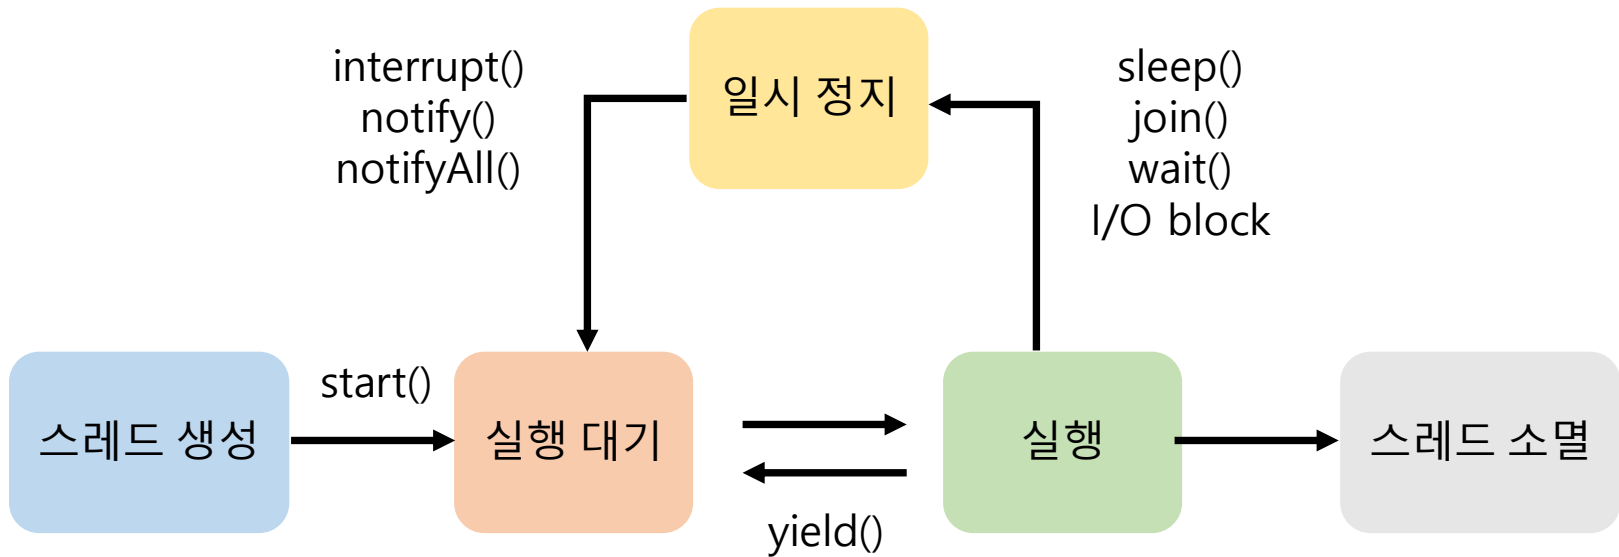 interrupt()
notify()
notifyAll()
일시 정지
sleep()
join()
wait()
I/O block
스레드 생성
start()
실행 대기
yield()
실행
스레드 소멸